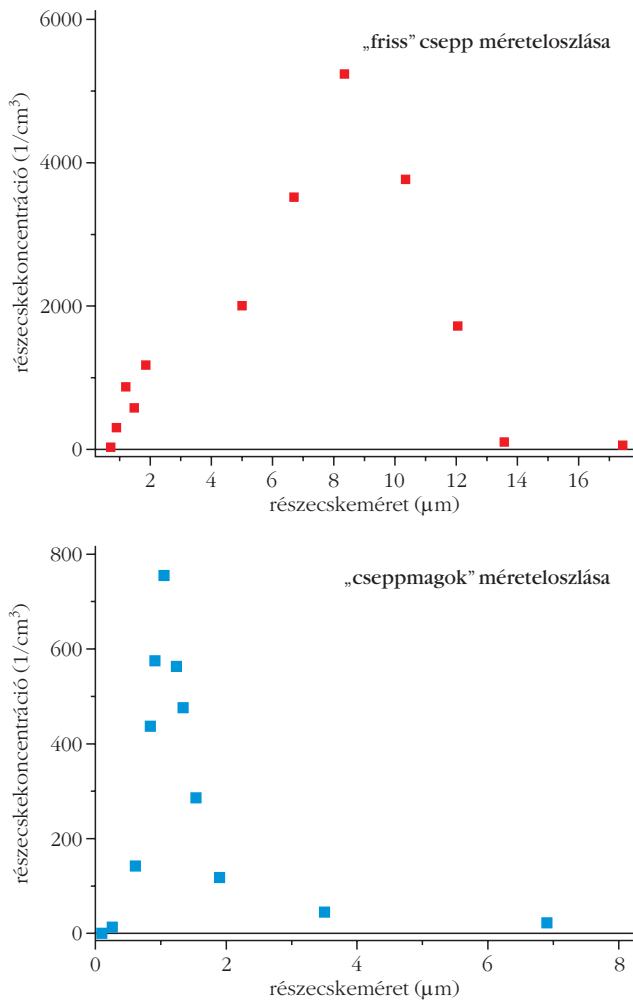 „friss” csepp méreteloszlása
részecskekoncentráció (1/cm³)
6000
4000
2000
0
2 4 6 8 10 12 14 16
részecskeméret (μm)
„cseppmagok” méreteloszlása
részecskekoncentráció (1/cm³)
800
600
400
200
0
0 2 4 6 8
részecskeméret (μm)